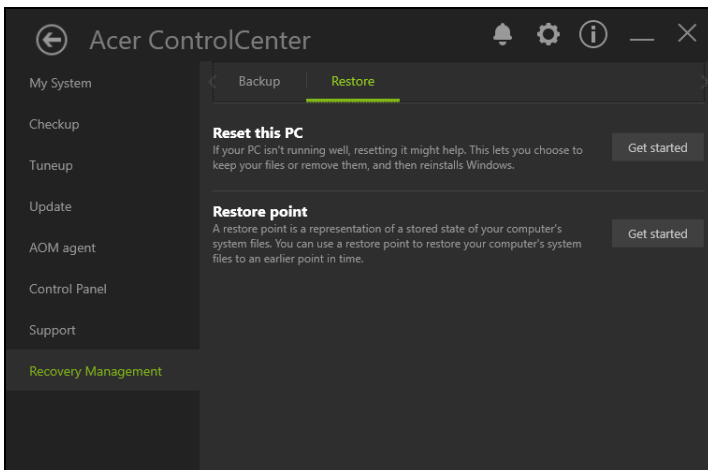 Acer ControlCenter
My System
Checkup
Tuneup
Update
AOM agent
Control Panel
Support
Recovery Management
Backup
Restore
Reset this PC
If your PC isn't running well, resetting it might help. This lets you choose to
keep your files or remove them, and then reinstalls Windows.
Get started
Restore point
A restore point is a representation of a stored state of your computer's
system files. You can use a restore point to restore your computer's system
files to an earlier point in time.
Get started